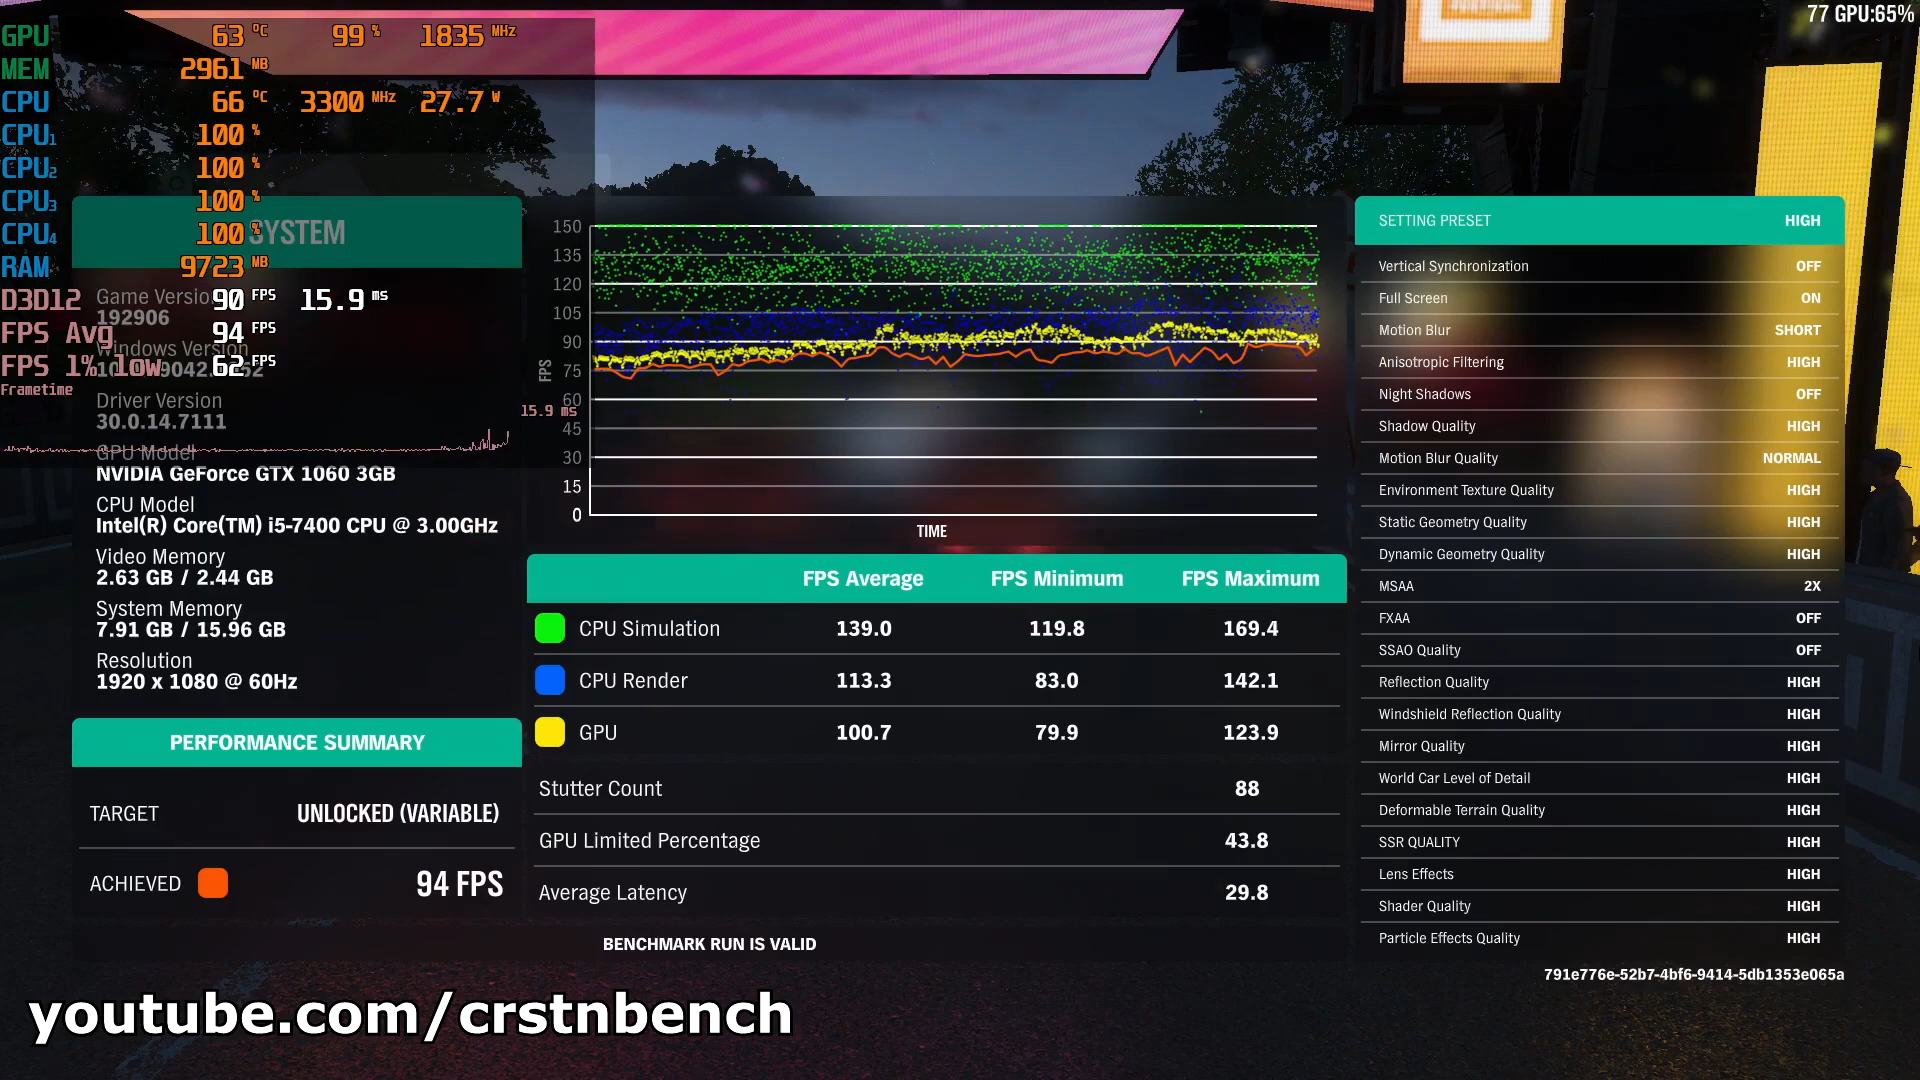 GPU 63 °C 99 % 1835 MHz
77 GPU:65%
MEM 2961 MB
CPU 66 °C 3300 MHz 27.7 W
CPU1 100 %
CPU2 100 %
CPU3 100 %
CPU4 100 %
RAM 9723 MB
D3D12 90 FPS 15.9 ms
FPS Avg 94 FPS
FPS 1% low 62 FPS
Frametime
15.9 ms
SYSTEM
Game Version
192906
Windows Version
Driver Version
30.0.14.7111
GPU Model
NVIDIA GeForce GTX 1060 3GB
CPU Model
Intel(R) Core(TM) i5-7400 CPU @ 3.00GHz
Video Memory
2.63 GB / 2.44 GB
System Memory
7.91 GB / 15.96 GB
Resolution
1920 x 1080 @ 60Hz
PERFORMANCE SUMMARY
TARGET UNLOCKED (VARIABLE)
ACHIEVED 94 FPS
150
135
120
105
90
75
60
45
30
15
0
FPS
TIME
FPS Average FPS Minimum FPS Maximum
CPU Simulation 139.0 119.8 169.4
CPU Render 113.3 83.0 142.1
GPU 100.7 79.9 123.9
Stutter Count 88
GPU Limited Percentage 43.8
Average Latency 29.8
BENCHMARK RUN IS VALID
SETTING PRESET HIGH
Vertical Synchronization OFF
Full Screen ON
Motion Blur SHORT
Anisotropic Filtering HIGH
Night Shadows OFF
Shadow Quality HIGH
Motion Blur Quality NORMAL
Environment Texture Quality HIGH
Static Geometry Quality HIGH
Dynamic Geometry Quality HIGH
MSAA 2X
FXAA OFF
SSAO Quality OFF
Reflection Quality HIGH
Windshield Reflection Quality HIGH
Mirror Quality HIGH
World Car Level of Detail HIGH
Deformable Terrain Quality HIGH
SSR QUALITY HIGH
Lens Effects HIGH
Shader Quality HIGH
Particle Effects Quality HIGH
791e776e-52b7-4bf6-9414-5db1353e065a
youtube.com/crstnbench